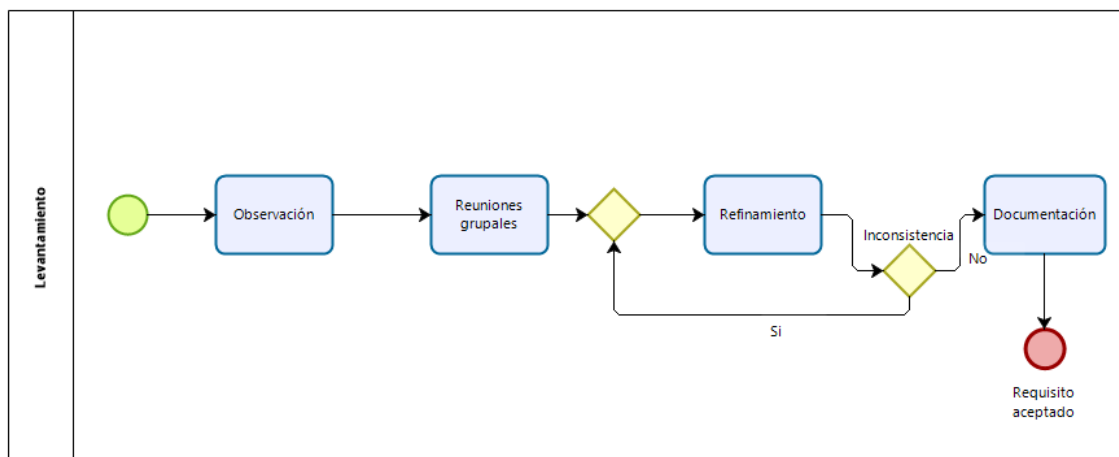 Levantamiento
Observación
Reuniones
grupales
Refinamiento
Inconsistencia
Si
No
Documentación
Requisito
aceptado